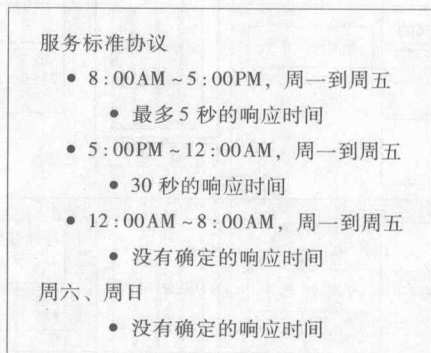 服务标准协议
• 8:00AM~5:00PM，周一到周五
• 最多5秒的响应时间
• 5:00PM~12:00AM，周一到周五
• 30秒的响应时间
• 12:00AM~8:00AM，周一到周五
• 没有确定的响应时间
周六、周日
• 没有确定的响应时间